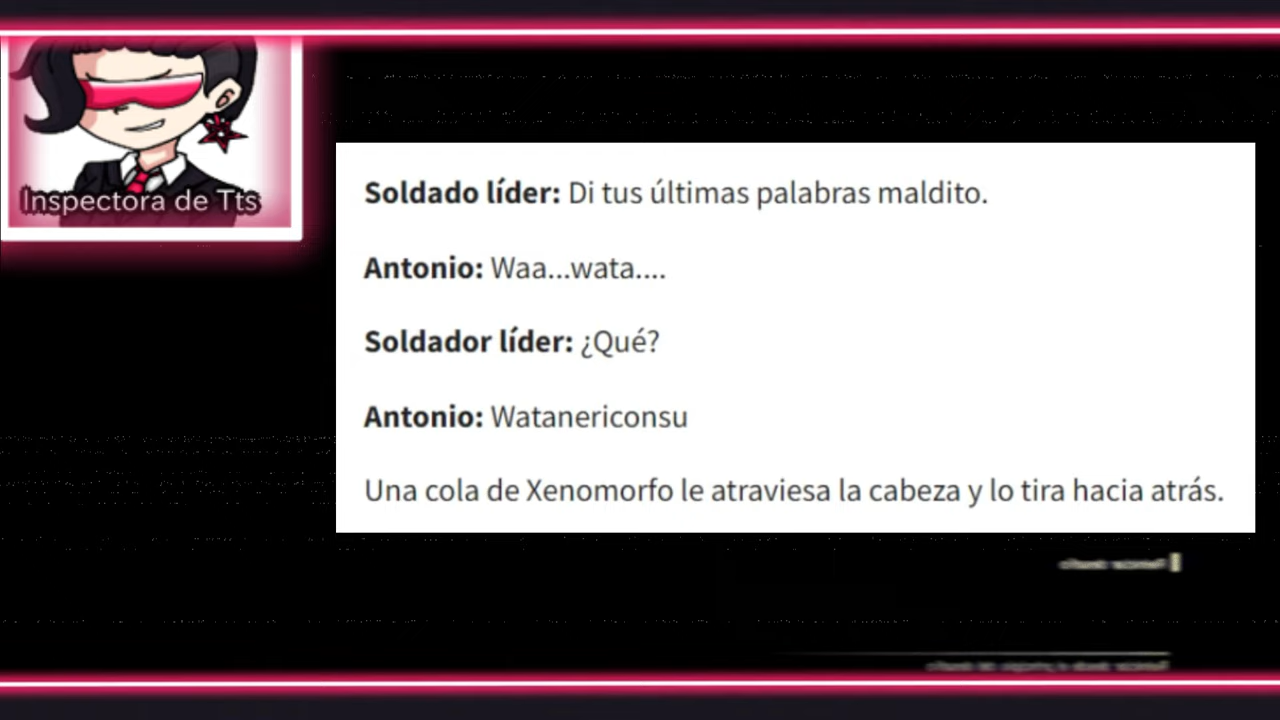 Inspectora de Tts
Soldado líder: Di tus últimas palabras maldito.
Antonio: Waa...wata....
Soldador líder: ¿Qué?
Antonio: Watanericonsu
Una cola de Xenomorfo le atraviesa la cabeza y lo tira hacia atrás.